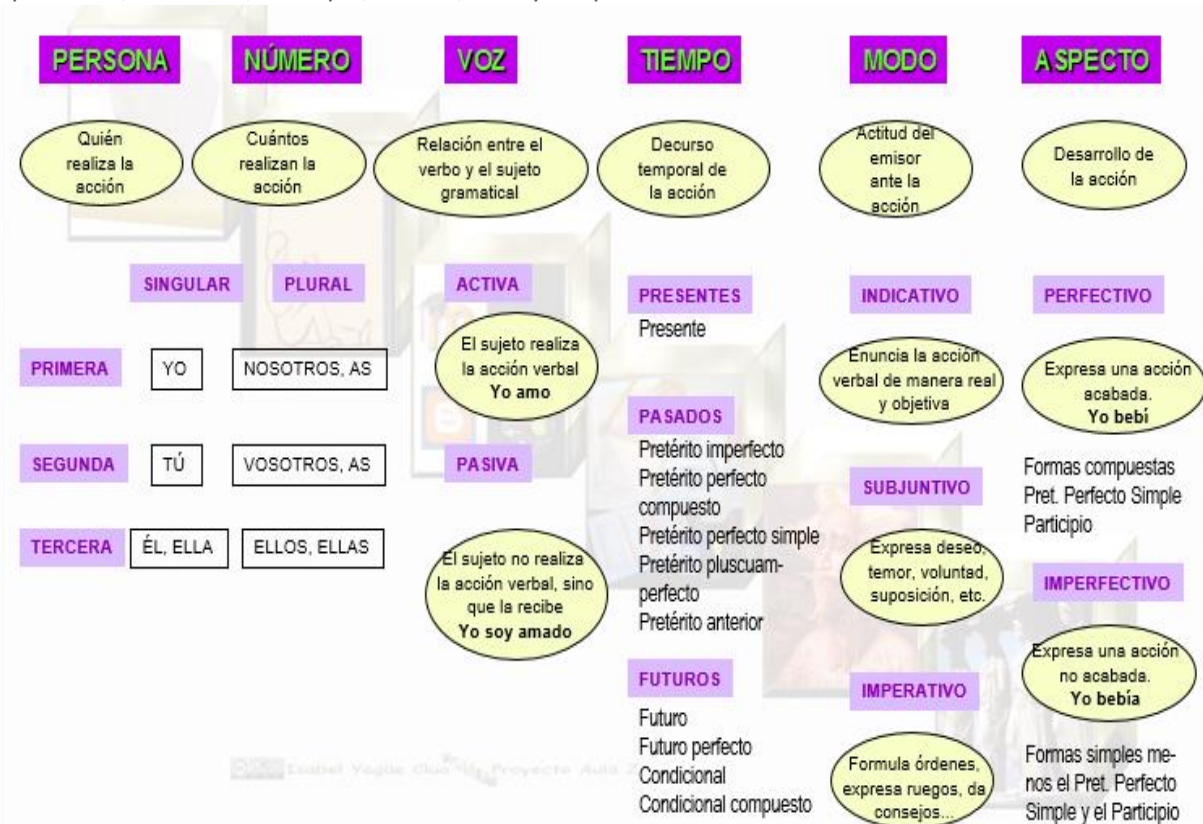 PERSONA
NÚMERO
VOZ
TIEMPO
MODO
ASPECTO
Quién
realiza la
acción
Cuántos
realizan la
acción
Relación entre el
verbo y el sujeto
gramatical
Decurso
temporal de
la acción
Actitud del
emisor
ante la
acción
Desarrollo de
la acción
SINGULAR
PLURAL
PRIMERA
YO
NOSOTROS, AS
SEGUNDA
TÚ
VOSOTROS, AS
TERCERA
ÉL, ELLA
ELLOS, ELLAS
ACTIVA
El sujeto realiza
la acción verbal
Yo amo
PASIVA
El sujeto no realiza
la acción verbal, sino
que la recibe
Yo soy amado
PRESENTES
Presente
PASADOS
Pretérito imperfecto
Pretérito perfecto
compuesto
Pretérito perfecto simple
Pretérito pluscuam-
perfecto
Pretérito anterior
FUTUROS
Futuro
Futuro perfecto
Condicional
Condicional compuesto
INDICATIVO
Enuncia la acción
verbal de manera real
y objetiva
SUBJUNTIVO
Expresa deseo,
temor, voluntad,
suposición, etc.
IMPERATIVO
Formula órdenes,
expresa ruegos, da
consejos...
PERFECTIVO
Expresa una acción
acabada.
Yo bebí
Formas compuestas
Pret. Perfecto Simple
Participio
IMPERFECTIVO
Expresa una acción
no acabada.
Yo bebía
Formas simples me-
nos el Pret. Perfecto
Simple y el Participio
Isabel Yagüe Proyecto Aula